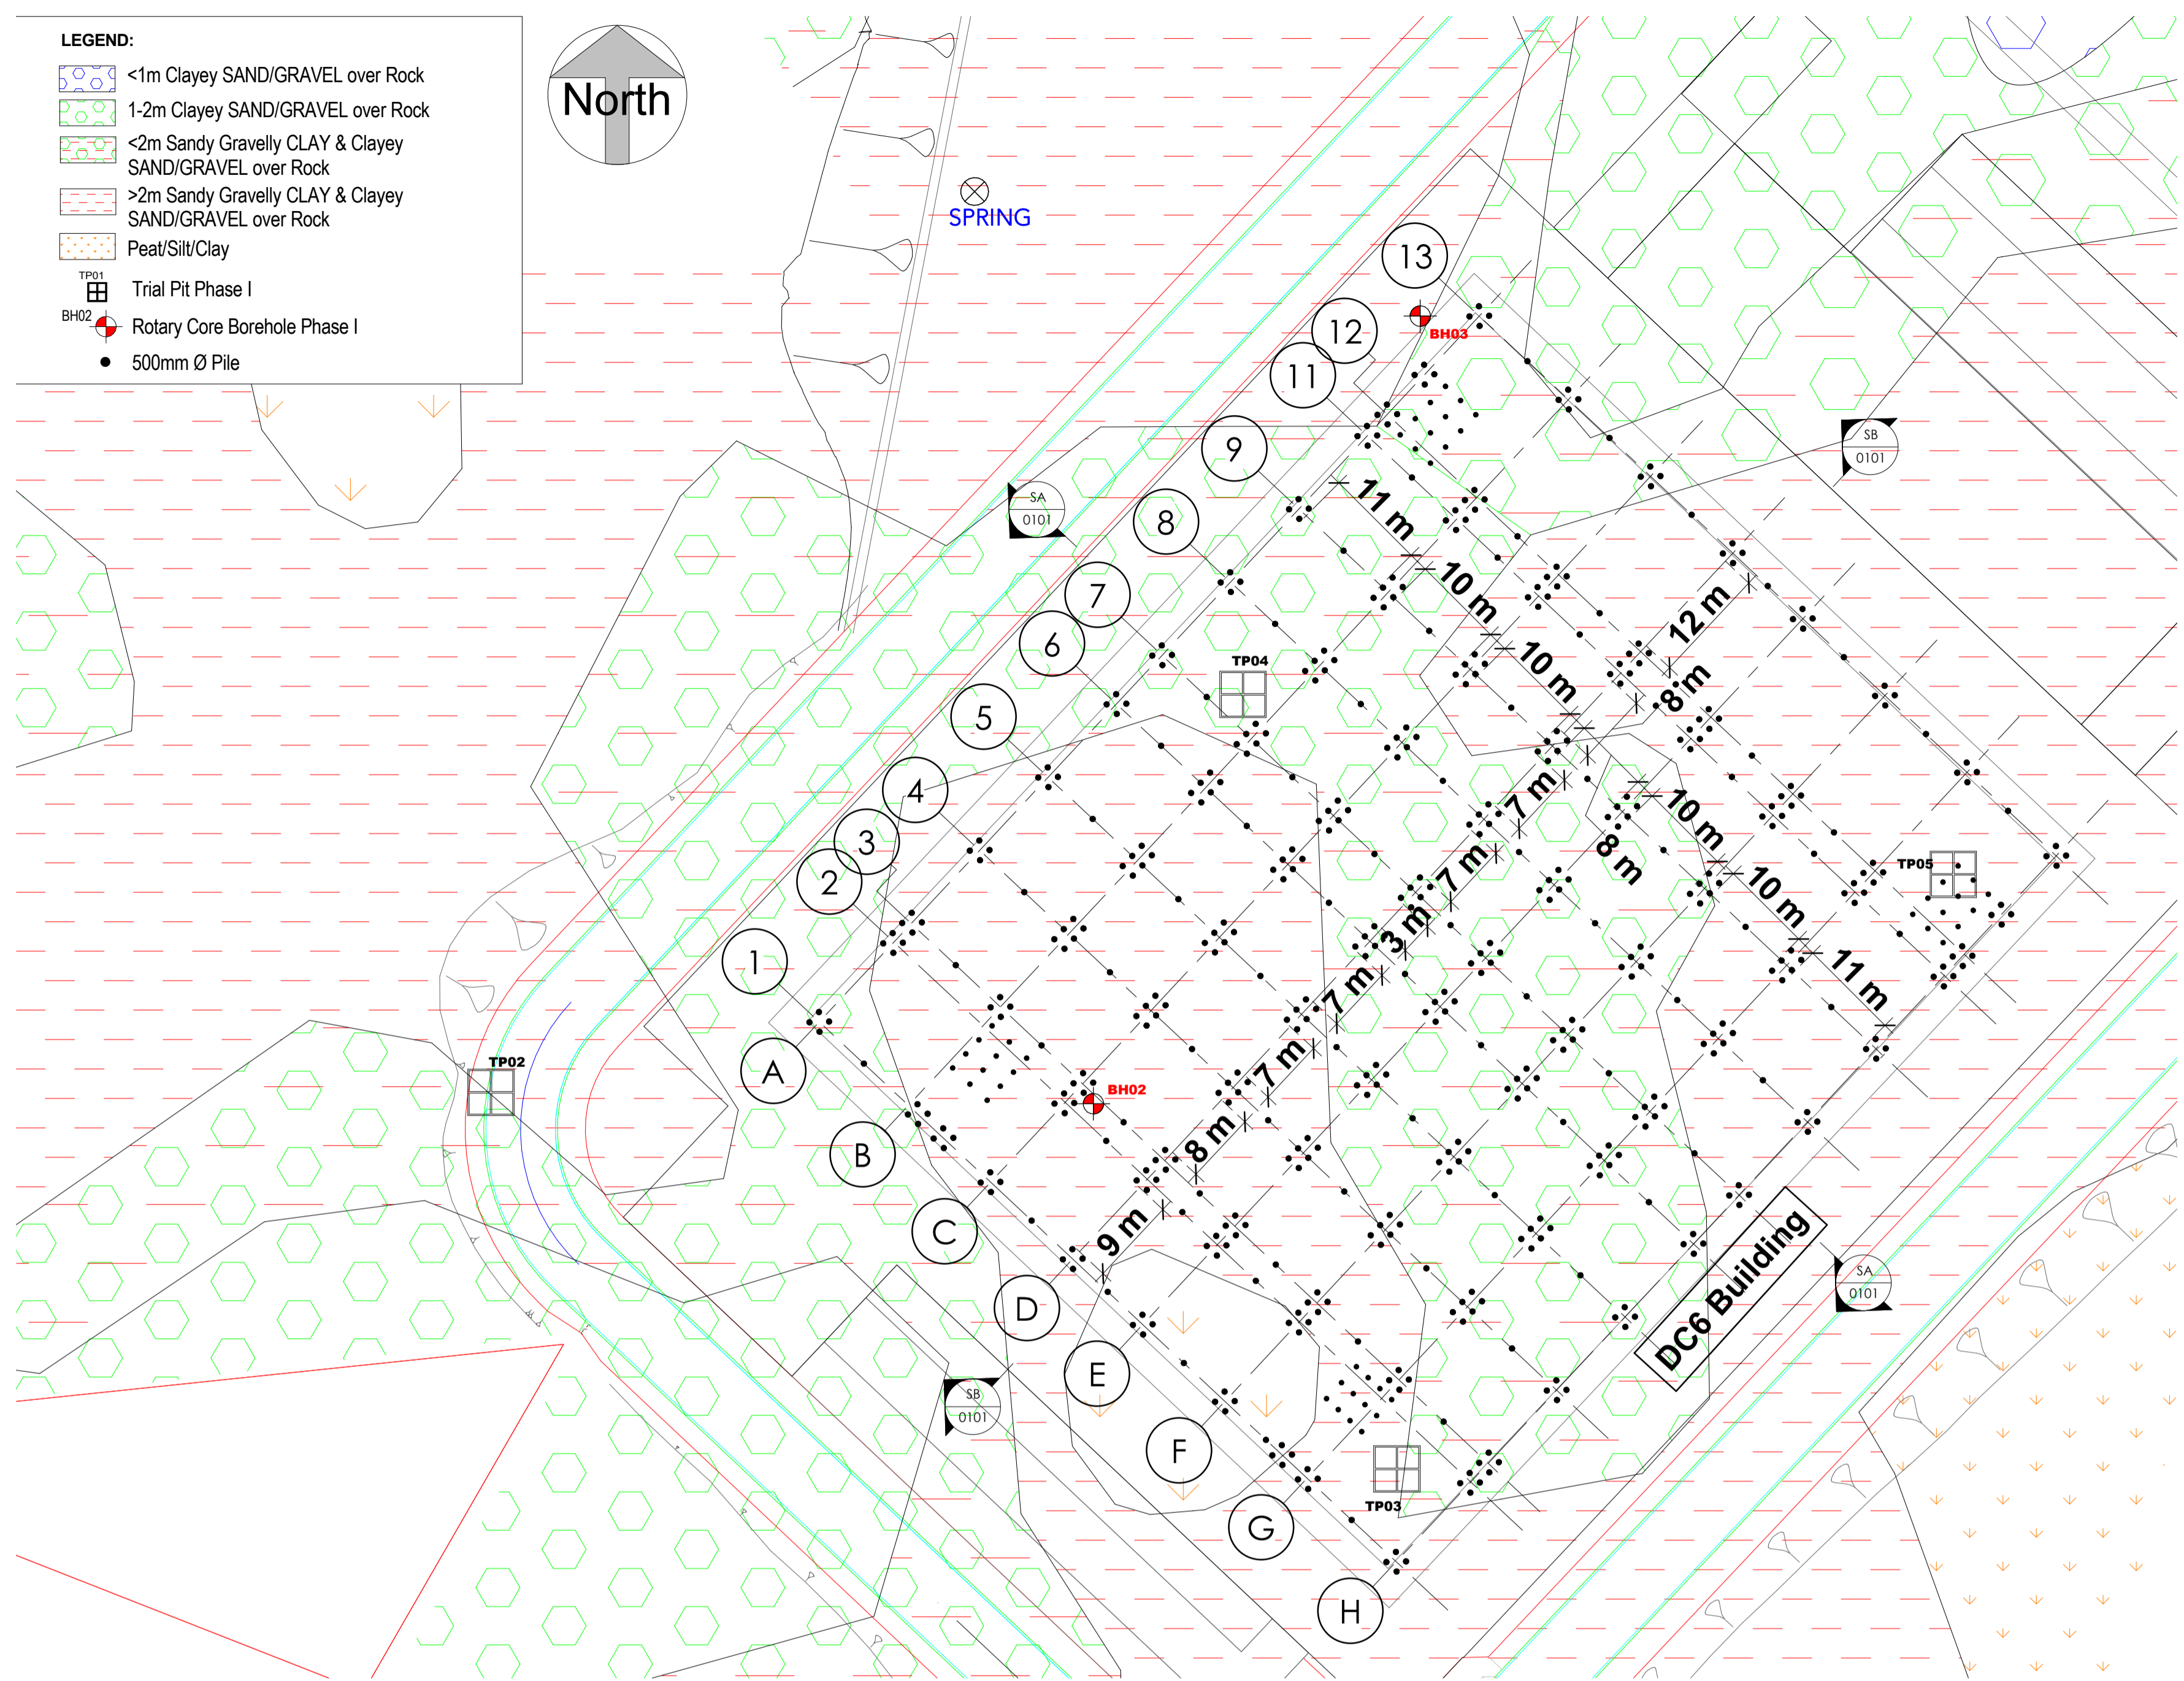 LEGEND:
<1m Clayey SAND/GRAVEL over Rock
1-2m Clayey SAND/GRAVEL over Rock
<2m Sandy Gravelly CLAY & Clayey
SAND/GRAVEL over Rock
>2m Sandy Gravelly CLAY & Clayey
SAND/GRAVEL over Rock
Peat/Silt/Clay
TP01
Trial Pit Phase I
BH02
Rotary Core Borehole Phase I
500mm Ø Pile
North
SPRING
13
12
11
9
8
7
6
5
4
3
2
1
A
B
C
D
E
F
G
H
BH03
BH02
TP04
TP05
TP02
TP03
SA
0101
SB
0101
SB
0101
SA
0101
11 m
10 m
10 m
8 m
10 m
10 m
11 m
12 m
8 m
7 m
7 m
3 m
7 m
7 m
8 m
9 m
DC6 Building